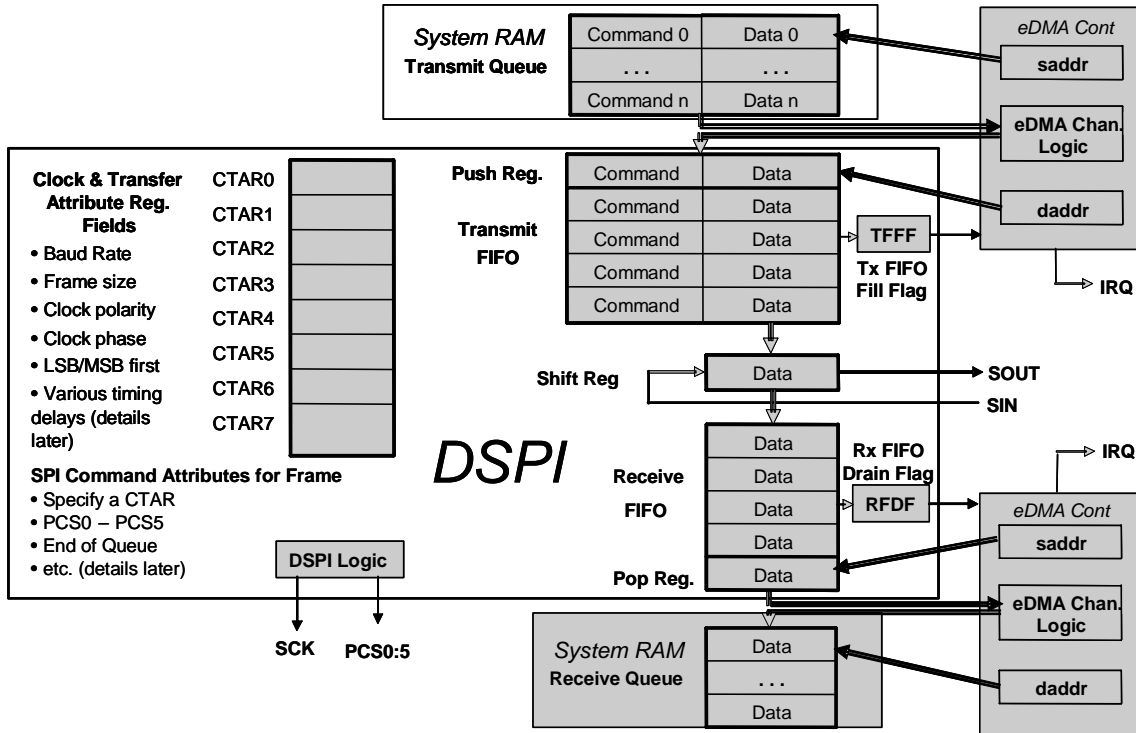 System RAM
Transmit Queue
Command 0 Data 0
. . . . . .
Command n Data n
eDMA Cont
saddr
eDMA Chan.
Logic
daddr
IRQ
Clock & Transfer
Attribute Reg.
Fields
• Baud Rate
• Frame size
• Clock polarity
• Clock phase
• LSB/MSB first
• Various timing
delays (details
later)
CTAR0
CTAR1
CTAR2
CTAR3
CTAR4
CTAR5
CTAR6
CTAR7
SPI Command Attributes for Frame
• Specify a CTAR
• PCS0 – PCS5
• End of Queue
• etc. (details later)
DSPI Logic
SCK
PCS0:5
DSPI
Push Reg.
Transmit
FIFO
Command Data
Command Data
Command Data
Command Data
Command Data
TFFF
Tx FIFO
Fill Flag
Shift Reg
Data
SOUT
SIN
Receive
FIFO
Data
Data
Data
Data
Pop Reg.
Data
Rx FIFO
Drain Flag
RFDF
IRQ
eDMA Cont
saddr
eDMA Chan.
Logic
daddr
System RAM
Receive Queue
Data
. . .
Data